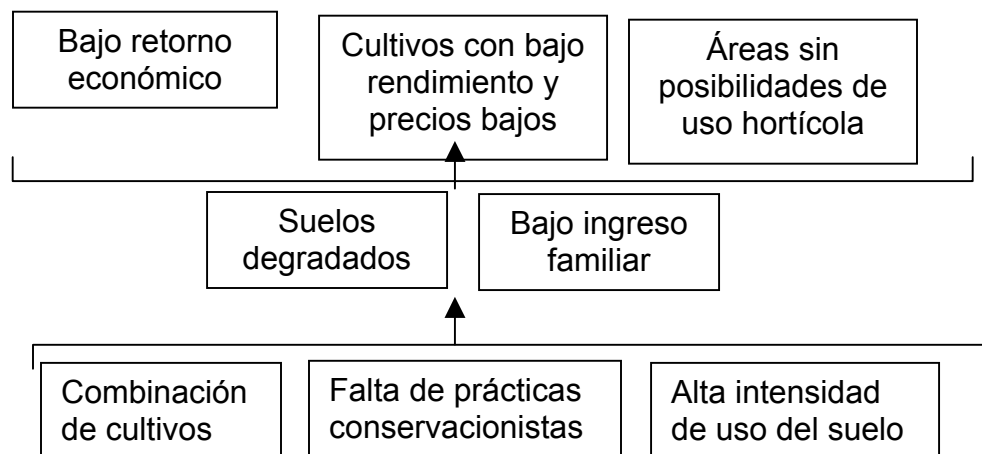 Bajo retorno
económico
Cultivos con bajo
rendimiento y
precios bajos
Áreas sin
posibilidades de
uso hortícola
Suelos
degradados
Bajo ingreso
familiar
Combinación
de cultivos
Falta de prácticas
conservacionistas
Alta intensidad
de uso del suelo